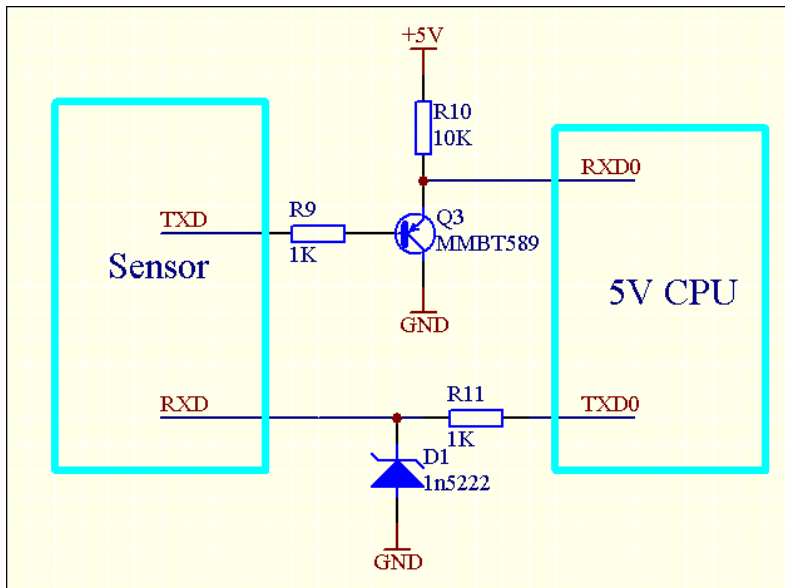 +5V
R10
10K
RXD0
R9
TXD
1K
Q3
MMBT589
Sensor
5V CPU
GND
RXD
R11
TXD0
1K
D1
1n5222
GND